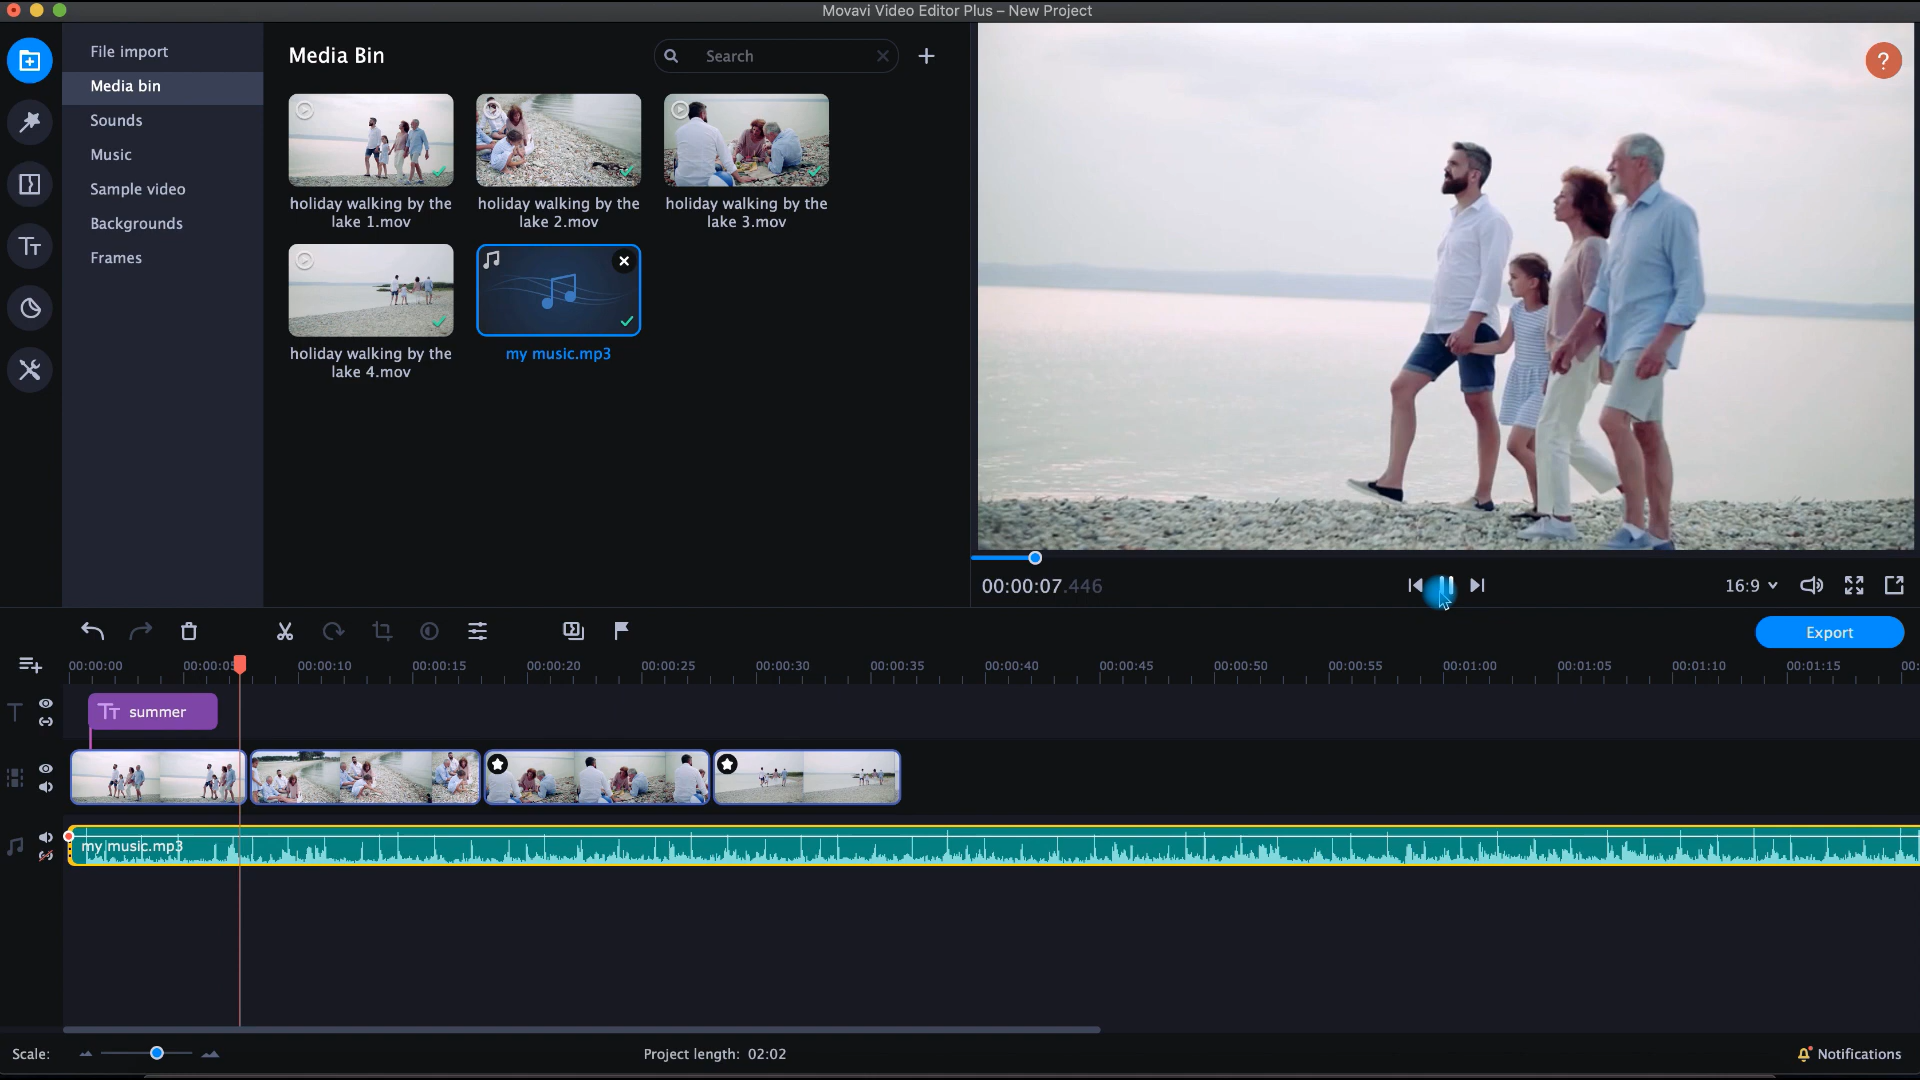 Movavi Video Editor Plus – New Project
File import
Media bin
Sounds
Music
Sample video
Backgrounds
Frames
Media Bin
Search
holiday walking by the
lake 1.mov
holiday walking by the
lake 2.mov
holiday walking by the
lake 3.mov
holiday walking by the
lake 4.mov
my music.mp3
?
00:00:07.446
16:9
Export
00:00:00
00:00:05
00:00:10
00:00:15
00:00:20
00:00:25
00:00:30
00:00:35
00:00:40
00:00:45
00:00:50
00:00:55
00:01:00
00:01:05
00:01:10
00:01:15
00:
T
Tт summer
my music.mp3
Scale:
Project length: 02:02
Notifications